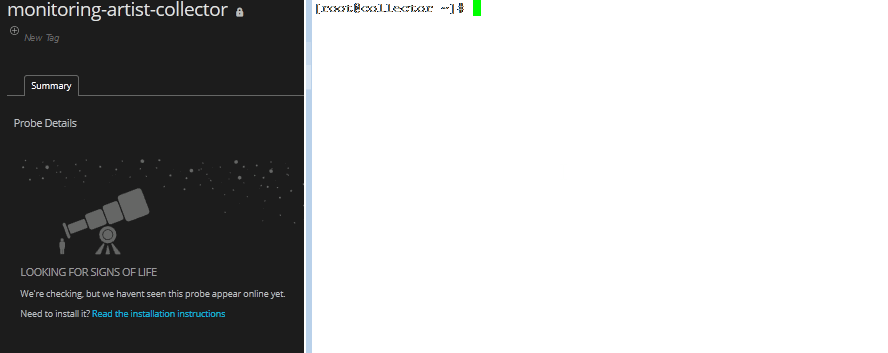 monitoring-artist-collector
New Tag
Summary
Probe Details
LOOKING FOR SIGNS OF LIFE
We're checking, but we havent seen this probe appear online yet.
Need to install it? Read the installation instructions
[root@collector ~]#